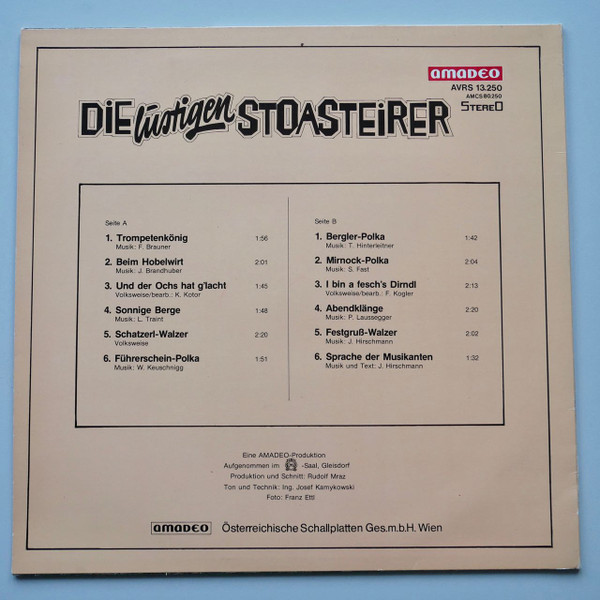 amadeo
AVRS 13.250
AMCS 80250
STEREO
DIE lustigen STOASTEIRER
Seite A
1. Trompetenkönig 1:56
Musik: F. Brauner
2. Beim Hobelwirt 2:01
Musik: J. Brandhuber
3. Und der Ochs hat g'lacht 1:45
Volksweise/bearb.: K. Kotor
4. Sonnige Berge 1:48
Musik: L. Traint
5. Schatzerl-Walzer 2:20
Volksweise
6. Führerschein-Polka 1:51
Musik: W. Keuschnigg
Seite B
1. Bergler-Polka 1:42
Musik: T. Hinterleitner
2. Mirnock-Polka 2:04
Musik: S. Fast
3. I bin a fesch's Dirndl 2:13
Volksweise/bearb.: F. Kogler
4. Abendklänge 2:20
Musik: P. Laussegger
5. Festgruß-Walzer 2:02
Musik: J. Hirschmann
6. Sprache der Musikanten 1:32
Musik und Text: J. Hirschmann
Eine AMADEO-Produktion
Aufgenommen im -Saal, Gleisdorf
Produktion und Schnitt: Rudolf Mraz
Ton und Technik: Ing. Josef Kamykowski
Foto: Franz Ettl
amadeo Österreichische Schallplatten Ges.m.b.H. Wien